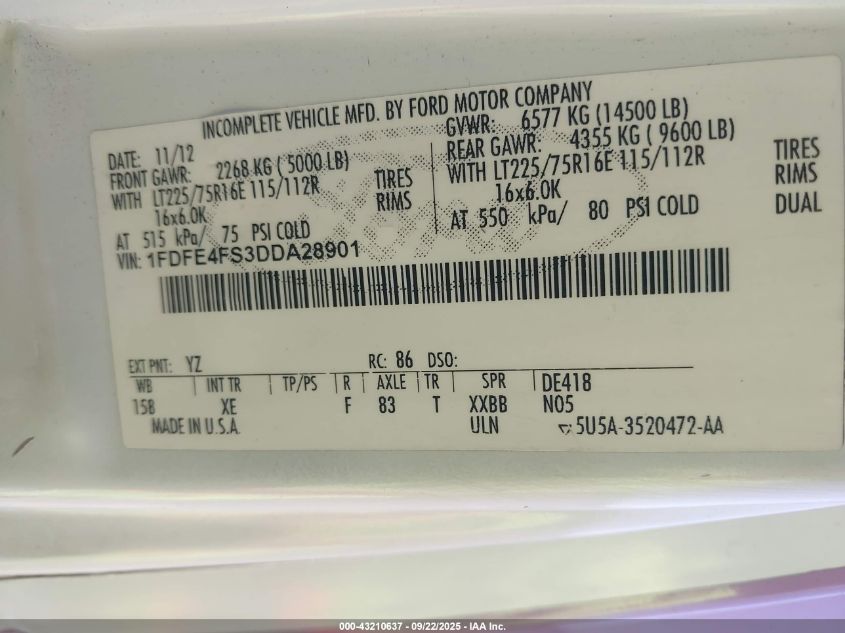 INCOMPLETE VEHICLE MFD. BY FORD MOTOR COMPANY
DATE: 11/12
FRONT GAWR: 2268 KG ( 5000 LB)
WITH LT225/75R16E 115/112R TIRES
16x6.0K RIMS
AT 515 kPa/ 75 PSI COLD
GVWR: 6577 KG (14500 LB)
REAR GAWR: 4355 KG ( 9600 LB)
WITH LT225/75R16E 115/112R TIRES
16x6.0K RIMS
AT 550 kPa/ 80 PSI COLD DUAL
VIN: 1FDFE4FS3DDA28901
EXT PNT: YZ RC: 86 DSO:
WB INT TR TP/PS R AXLE TR SPR DE418
158 XE F 83 T XXBB N05
MADE IN U.S.A. ULN 5U5A-3520472-AA
000-43210637 - 09/22/2025 - IAA Inc.